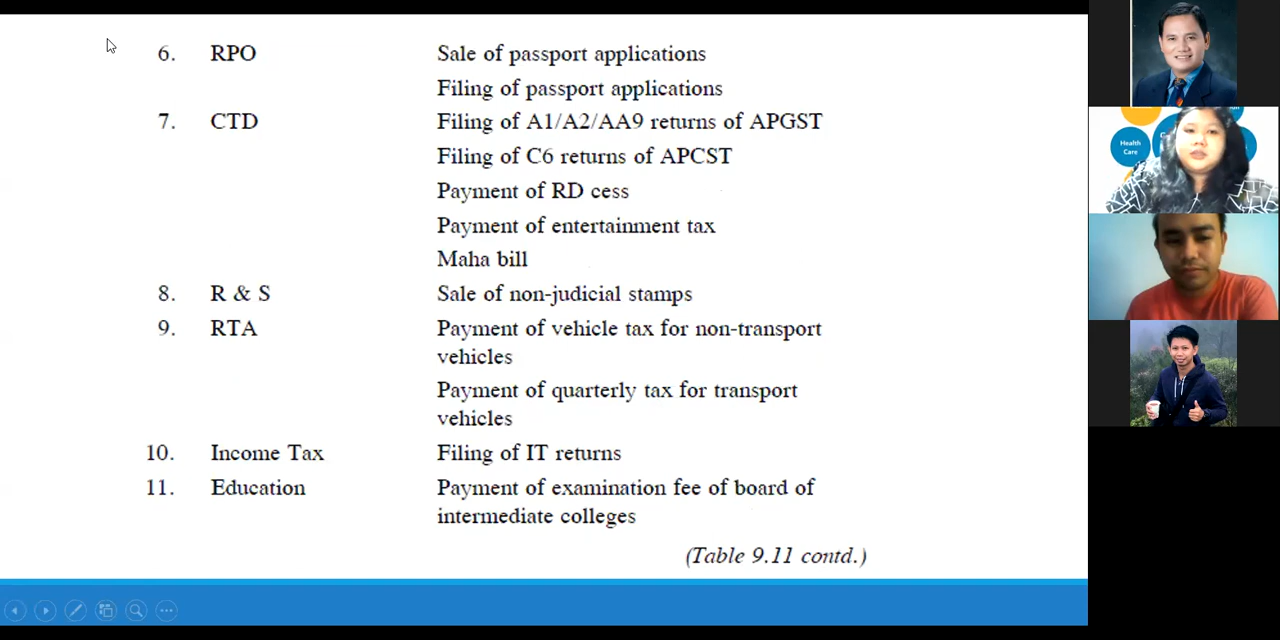 6. RPO Sale of passport applications
Filing of passport applications
7. CTD Filing of A1/A2/AA9 returns of APGST
Filing of C6 returns of APCST
Payment of RD cess
Payment of entertainment tax
Maha bill
8. R & S Sale of non-judicial stamps
9. RTA Payment of vehicle tax for non-transport
vehicles
Payment of quarterly tax for transport
vehicles
10. Income Tax Filing of IT returns
11. Education Payment of examination fee of board of
intermediate colleges
(Table 9.11 contd.)
Health
Care